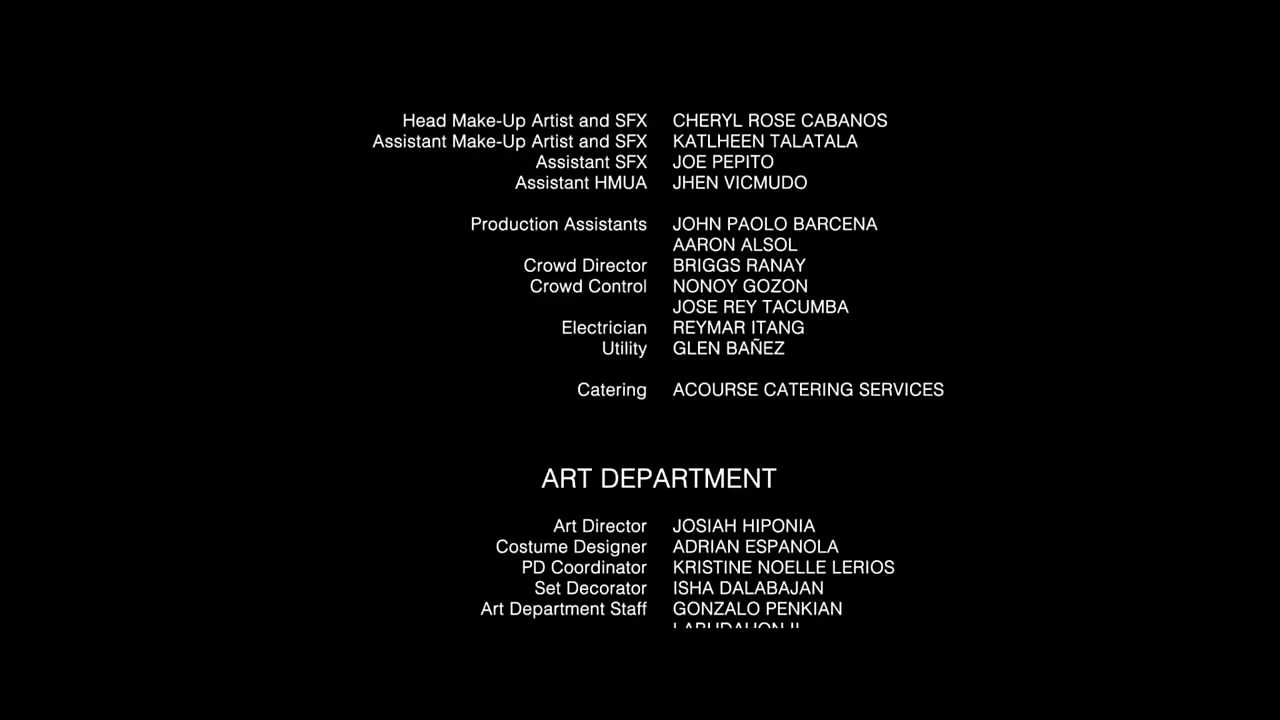 Head Make-Up Artist and SFX CHERYL ROSE CABANOS
Assistant Make-Up Artist and SFX KATLHEEN TALATALA
Assistant SFX JOE PEPITO
Assistant HMUA JHEN VICMUDO
Production Assistants JOHN PAOLO BARCENA
AARON ALSOL
Crowd Director BRIGGS RANAY
Crowd Control NONOY GOZON
JOSE REY TACUMBA
Electrician REYMAR ITANG
Utility GLEN BAÑEZ
Catering ACOURSE CATERING SERVICES
ART DEPARTMENT
Art Director JOSIAH HIPONIA
Costume Designer ADRIAN ESPANOLA
PD Coordinator KRISTINE NOELLE LERIOS
Set Decorator ISHA DALABAJAN
Art Department Staff GONZALO PENKIAN